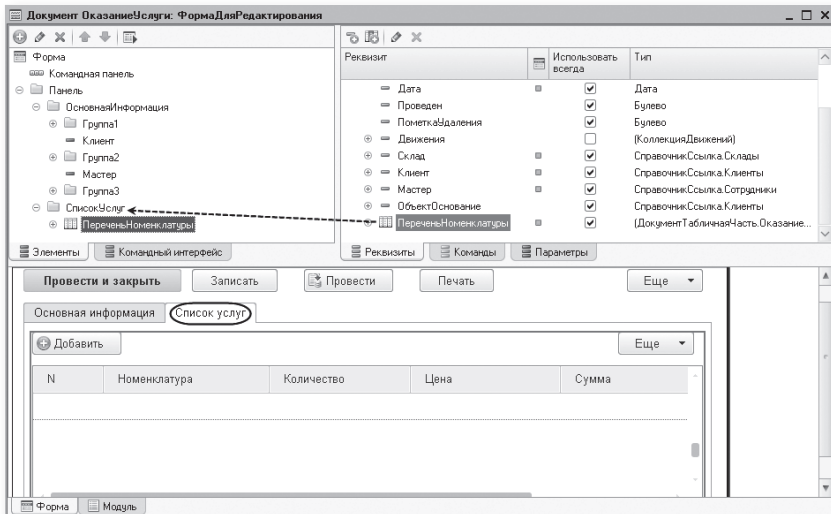 Документ ОказаниеУслуги: ФормаДляРедактирования
Форма
Командная панель
Панель
ОсновнаяИнформация
Группа1
Клиент
Группа2
Мастер
Группа3
СписокУслуг
ПереченьНоменклатуры
Элементы
Командный интерфейс
Реквизит
Использовать всегда
Тип
Дата
Дата
Проведен
Булево
ПометкаУдаления
Булево
Движения
(КоллекцияДвижений)
Склад
СправочникСсылка.Склады
Клиент
СправочникСсылка.Клиенты
Мастер
СправочникСсылка.Сотрудники
ОбъектОснование
СправочникСсылка.Клиенты
ПереченьНоменклатуры
(ДокументТабличнаяЧасть.Оказание...
Реквизиты
Команды
Параметры
Провести и закрыть
Записать
Провести
Печать
Еще
Основная информация
Список услуг
Добавить
Еще
N
Номенклатура
Количество
Цена
Сумма
Форма
Модуль